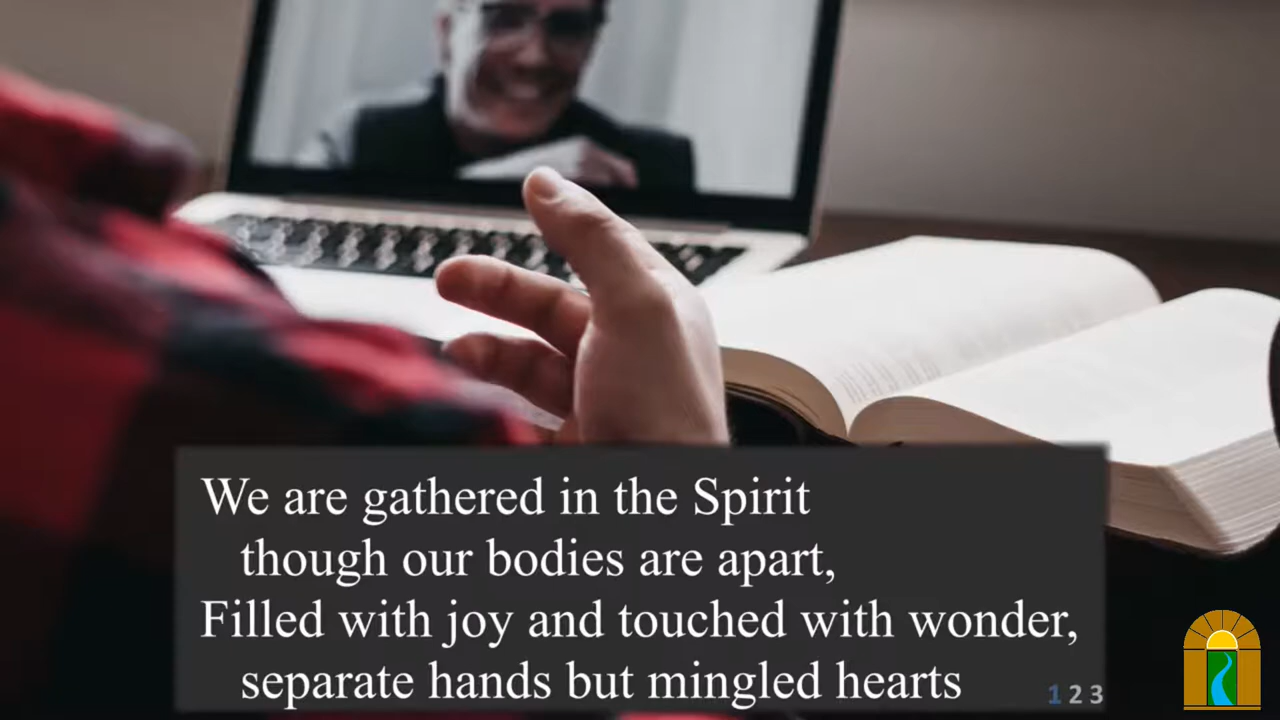 We are gathered in the Spirit
though our bodies are apart,
Filled with joy and touched with wonder,
separate hands but mingled hearts
1 2 3